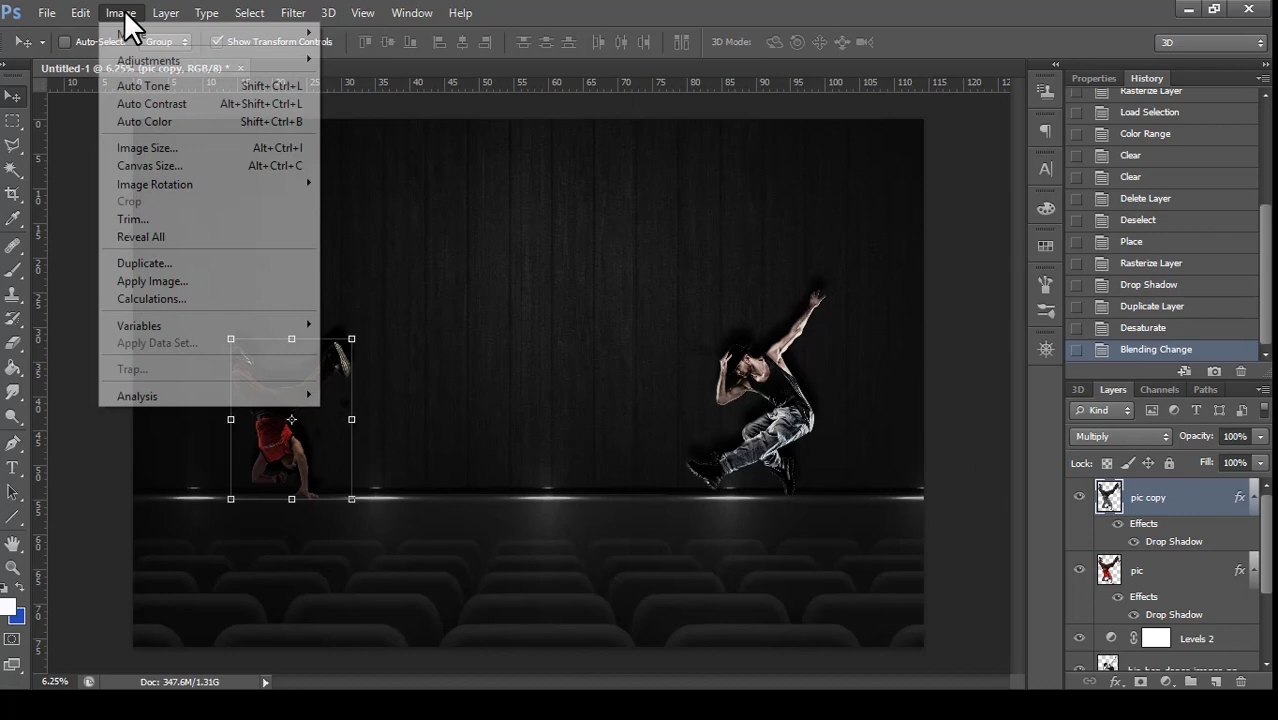 Ps File Edit Image Layer Type Select Filter 3D View Window Help
Auto-Select Group Show Transform Controls 3D Mode: 3D
Untitled-1 @ 6.25% (pic copy, RGB/8) * ×
Adjustments
Auto Tone Shift+Ctrl+L
Auto Contrast Alt+Shift+Ctrl+L
Auto Color Shift+Ctrl+B
Image Size... Alt+Ctrl+I
Canvas Size... Alt+Ctrl+C
Image Rotation
Crop
Trim...
Reveal All
Duplicate...
Apply Image...
Calculations...
Variables
Apply Data Set...
Trap...
Analysis
Properties History
Rasterize Layer
Load Selection
Color Range
Clear
Clear
Delete Layer
Deselect
Place
Rasterize Layer
Drop Shadow
Duplicate Layer
Desaturate
Blending Change
3D Layers Channels Paths
Kind
Multiply Opacity: 100%
Lock: Fill: 100%
pic copy fx
Effects
Drop Shadow
pic fx
Effects
Drop Shadow
Levels 2
6.25% Doc: 347.6M/1.31G